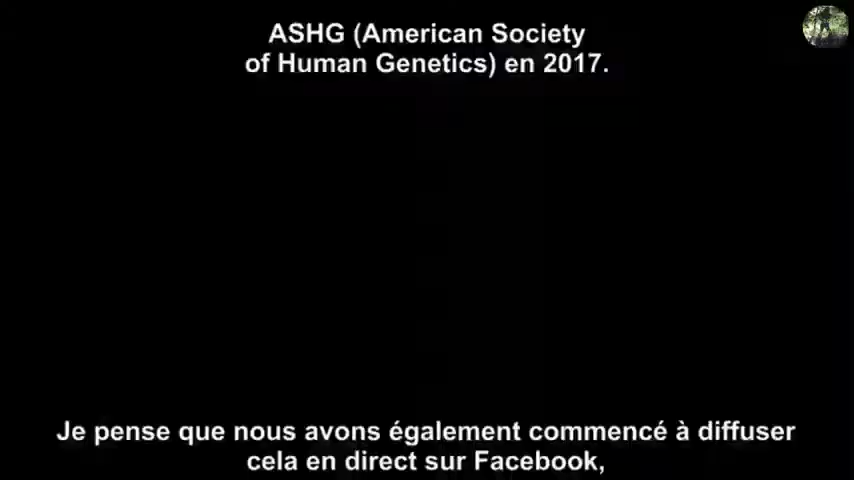 ASHG (American Society
of Human Genetics) en 2017.
Je pense que nous avons également commencé à diffuser
cela en direct sur Facebook,